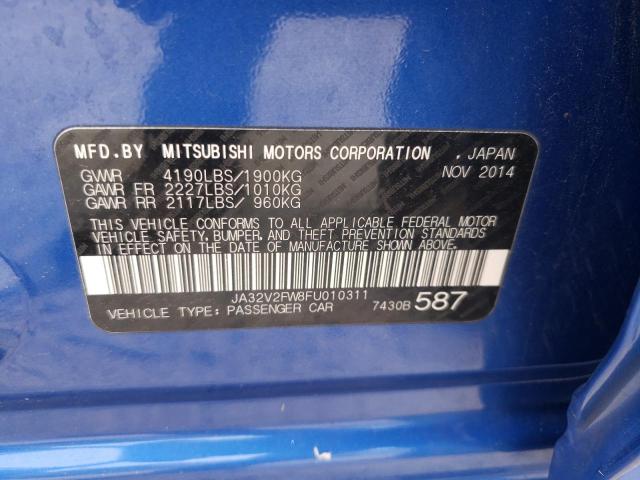 MFD.BY MITSUBISHI MOTORS CORPORATION , JAPAN
GVWR 4190LBS/1900KG NOV 2014
GAWR FR 2227LBS/1010KG
GAWR RR 2117LBS/ 960KG
THIS VEHICLE CONFORMS TO ALL APPLICABLE FEDERAL MOTOR
VEHICLE SAFETY, BUMPER, AND THEFT PREVENTION STANDARDS
IN EFFECT ON THE DATE OF MANUFACTURE SHOWN ABOVE.
JA32V2FW8FU010311
VEHICLE TYPE: PASSENGER CAR 7430B 587